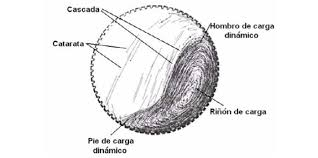 Cascada
Catarata
Hombro de carga
dinámico
Riñón de carga
Pie de carga
dinámico